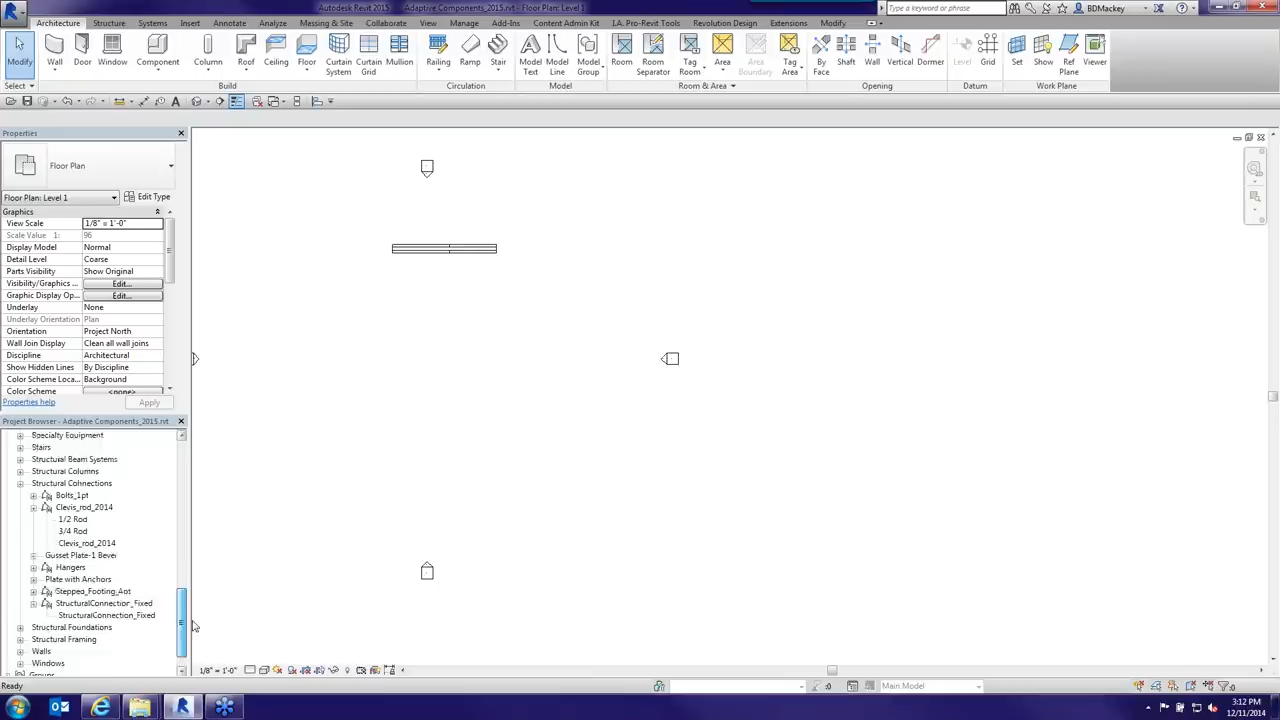 Autodesk Revit 2015 Adaptive_Components_2015.rvt - Floor Plan: Level 1 Type a keyword or phrase BDMackey
Architecture Structure Systems Insert Annotate Analyze Massing & Site Collaborate View Manage Add-Ins Content Admin Kit I.A. Pro-Revit Tools Revolution Design Extensions Modify
Modify Wall Door Window Component Column Roof Ceiling Floor Curtain System Curtain Grid Mullion Railing Ramp Stair Model Text Model Line Model Group Room Room Separator Tag Room Area Area Boundary Tag Area By Face Shaft Wall Vertical Dormer Level Grid Set Show Ref Plane Viewer
Select Build Circulation Model Room & Area Opening Datum Work Plane
Properties
Floor Plan
Floor Plan: Level 1 Edit Type
Graphics
View Scale 1/8" = 1'-0"
Scale Value 1: 96
Display Model Normal
Detail Level Coarse
Parts Visibility Show Original
Visibility/Graphics ... Edit...
Graphic Display Op... Edit...
Underlay None
Underlay Orientation Plan
Orientation Project North
Wall Join Display Clean all wall joins
Discipline Architectural
Show Hidden Lines By Discipline
Color Scheme Loca... Background
Color Scheme <none>
Properties help Apply
Project Browser - Adaptive Components_2015.rvt
Specialty Equipment
Stairs
Structural Beam Systems
Structural Columns
Structural Connections
Bolts_1pt
Clevis_rod_2014
1/2 Rod
3/4 Rod
Clevis_rod_2014
Gusset Plate-1 Bevel
Hangers
Plate with Anchors
Stepped_Footing_Apt
StructuralConnection_Fixed
StructuralConnection_Fixed
Structural Foundations
Structural Framing
Walls
Windows
Groups
1/8" = 1'-0"
Ready :0 Main Model :0
3:12 PM
12/11/2014